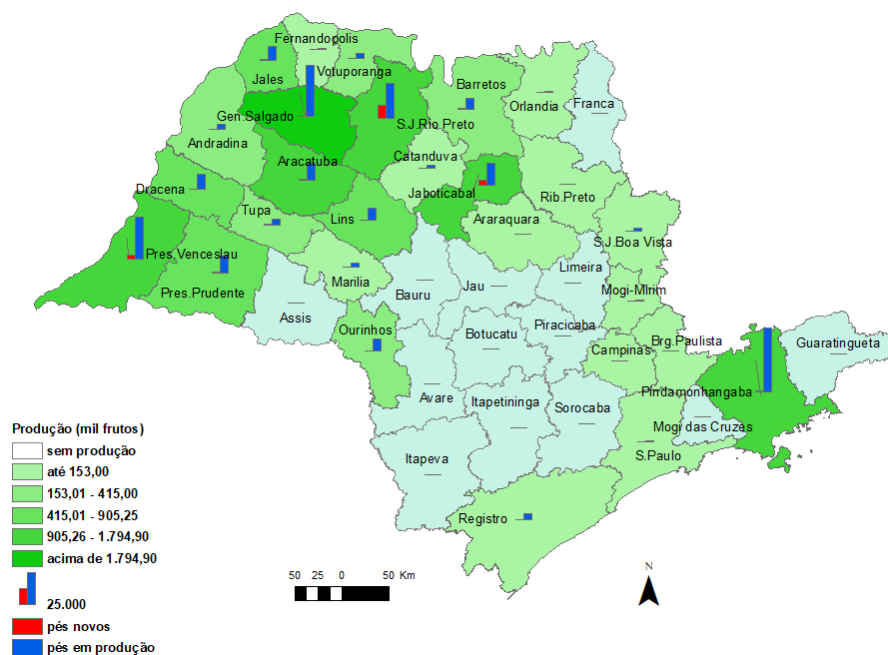 Fernandopolis
Votuporanga
Jales
Barretos
Orlandia
Franca
Gen.Salgado
S.J.Rio.Preto
Andradina
Catanduva
Aracatuba
Dracena
Jaboticabal
Rib.Preto
Tupa
Lins
Araraquara
S.J.Boa Vista
Pres.Venceslau
Limeira
Marilia
Jau
Mogi-MIrim
Pres.Prudente
Bauru
Assis
Ourinhos
Botucatu
Piracicaba
Brg.Paulista
Guaratingueta
Campinas
Pindamonhangaba
Avare
Itapetininga
Sorocaba
Mogi das Cruzes
Itapeva
S.Paulo
Registro
Produção (mil frutos)
sem produção
até 153,00
153,01 - 415,00
415,01 - 905,25
905,26 - 1.794,90
acima de 1.794,90
25.000
pés novos
pés em produção
50 25 0 50 Km
N